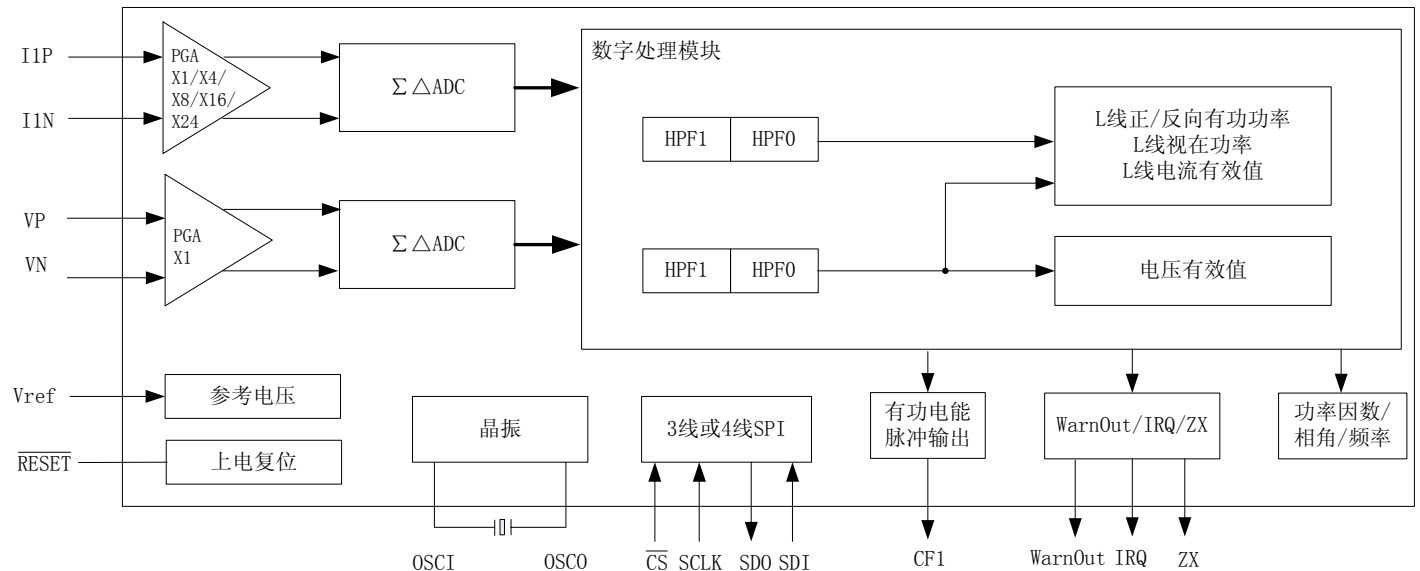 I1P
I1N
PGA
X1/X4/
X8/X16/
X24
Σ△ADC
数字处理模块
HPF1
HPF0
L线正/反向有功功率
L线视在功率
L线电流有效值
VP
VN
PGA
X1
Σ△ADC
HPF1
HPF0
电压有效值
Vref
参考电压
RESET
上电复位
晶振
3线或4线SPI
有功电能
脉冲输出
WarnOut/IRQ/ZX
功率因数/
相角/频率
OSCI
OSCO
CS
SCLK
SDO
SDI
CF1
WarnOut
IRQ
ZX